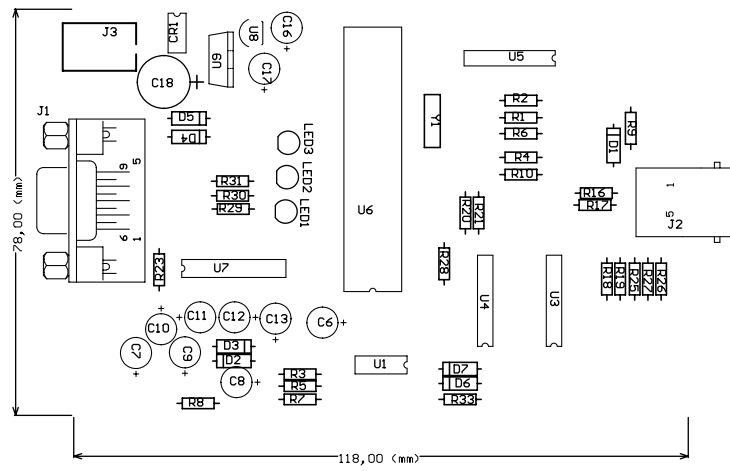 J3
CR1
U9
U8
C16
C17
C18
U5
J1
D5
D4
Y1
R2
R1
R6
R4
R10
D1
R9
LED3
LED2
LED1
5
9
6
1
R31
R30
R29
U6
R20
R21
R16
R17
1
5
J2
78,00 (mm)
R23
U7
R28
U4
U3
R18
R19
R25
R27
R26
C10
C11
C12
C13
C6
C7
C9
D3
D2
C8
U1
D7
D6
R33
R3
R5
R7
R8
118,00 (mm)